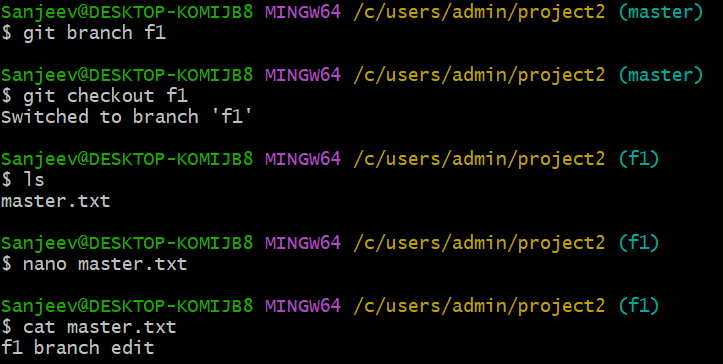 Sanjeev@DESKTOP-KOMIJB8 MINGW64 /c/users/admin/project2 (master)
$ git branch f1
Sanjeev@DESKTOP-KOMIJB8 MINGW64 /c/users/admin/project2 (master)
$ git checkout f1
Switched to branch 'f1'
Sanjeev@DESKTOP-KOMIJB8 MINGW64 /c/users/admin/project2 (f1)
$ ls
master.txt
Sanjeev@DESKTOP-KOMIJB8 MINGW64 /c/users/admin/project2 (f1)
$ nano master.txt
Sanjeev@DESKTOP-KOMIJB8 MINGW64 /c/users/admin/project2 (f1)
$ cat master.txt
f1 branch edit